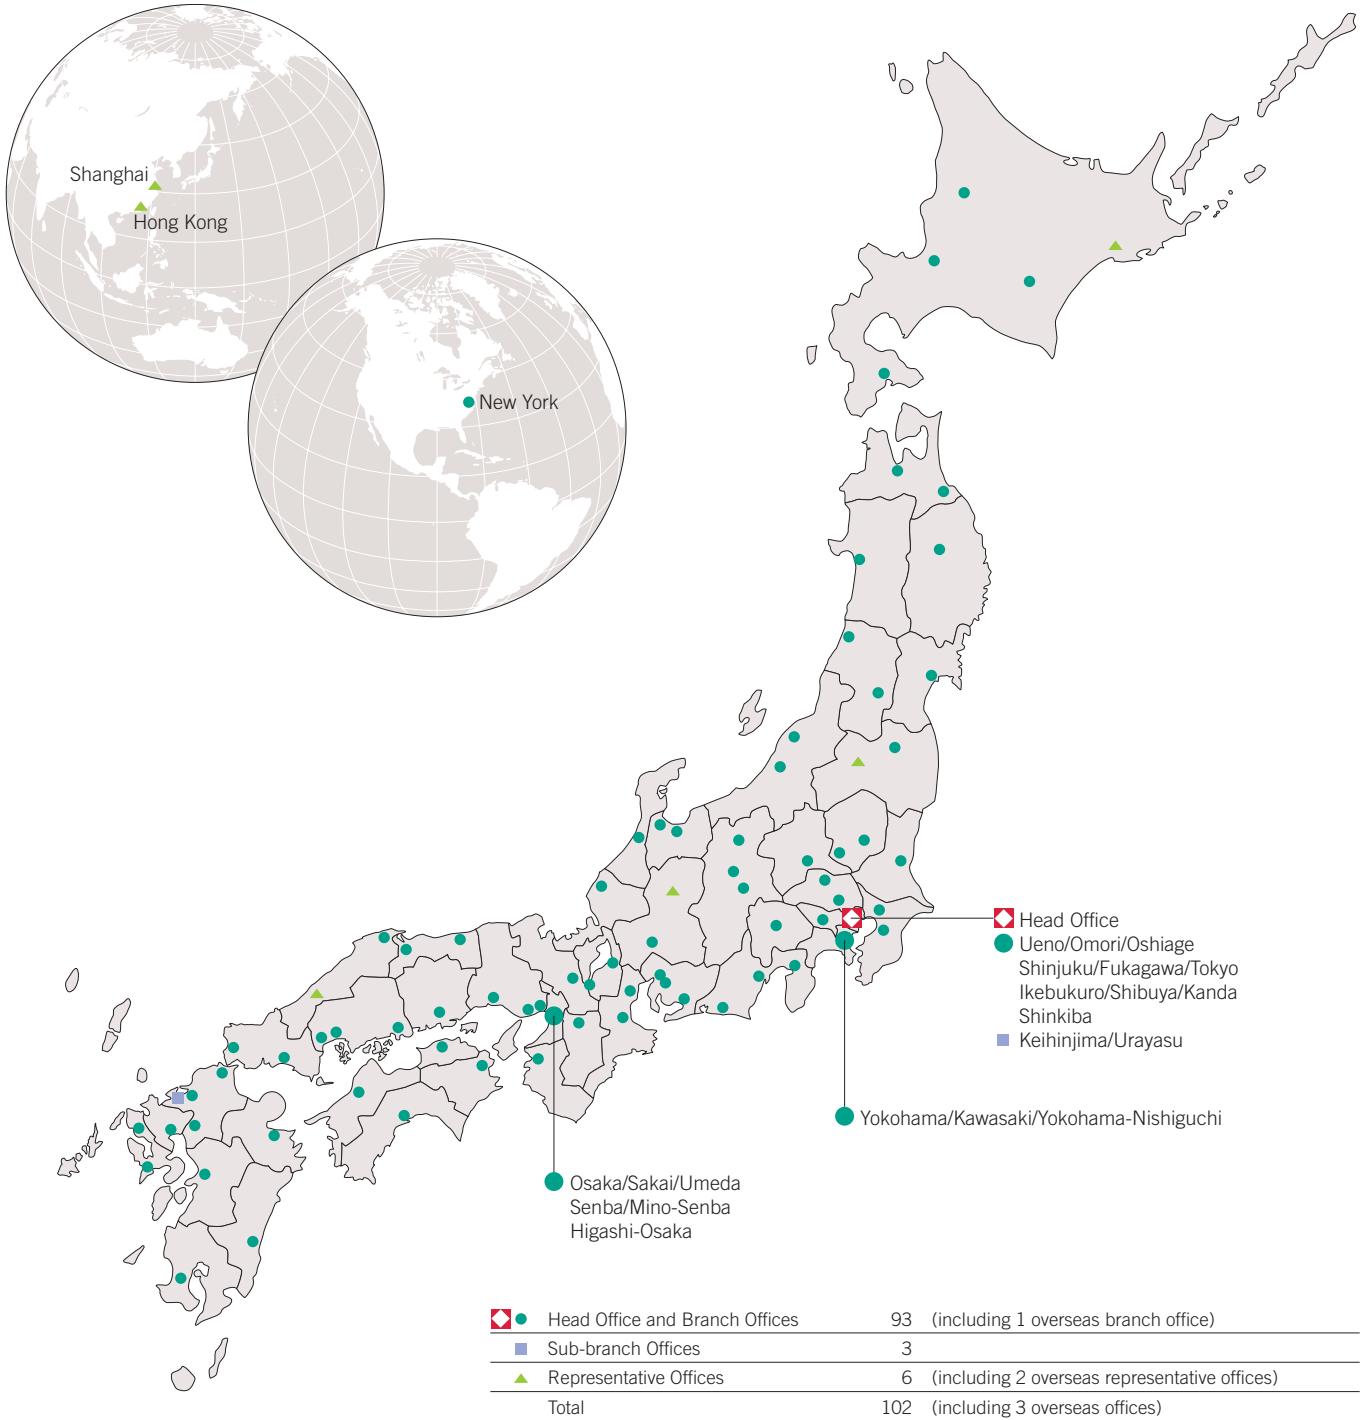 Shanghai
Hong Kong
New York
Head Office
Ueno/Omori/Oshiage
Shinjuku/Fukagawa/Tokyo
Ikebukuro/Shibuya/Kanda
Shinkiba
Keihinjima/Urayasu
Yokohama/Kawasaki/Yokohama-Nishiguchi
Osaka/Sakai/Umeda
Senba/Mino-Senba
Higashi-Osaka
Head Office and Branch Offices 93 (including 1 overseas branch office)
Sub-branch Offices 3
Representative Offices 6 (including 2 overseas representative offices)
Total 102 (including 3 overseas offices)